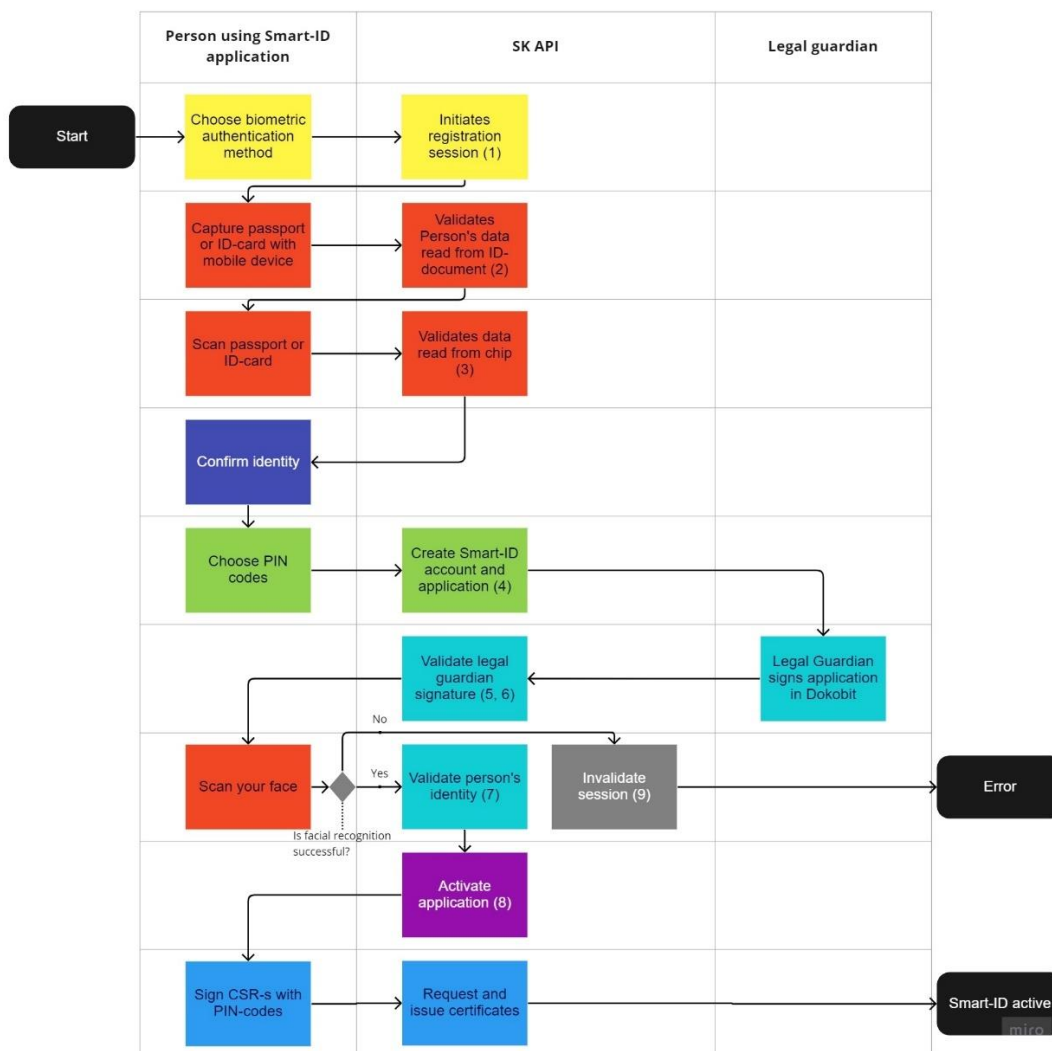 Person using Smart-ID
application
SK API
Legal guardian
Start
Choose biometric
authentication
method
Initiates
registration
session (1)
Capture passport
or ID-card with
mobile device
Validates
Person's data
read from ID-
document (2)
Scan passport or
ID-card
Validates data
read from chip
(3)
Confirm identity
Choose PIN
codes
Create Smart-ID
account and
application (4)
Validate legal
guardian
signature (5, 6)
Legal Guardian
signs application
in Dokobit
No
Scan your face
Yes
Validate person's
identity (7)
Invalidate
session (9)
Error
Is facial recognition
successful?
Activate
application (8)
Sign CSR-s with
PIN-codes
Request and
issue certificates
Smart-ID active
miro